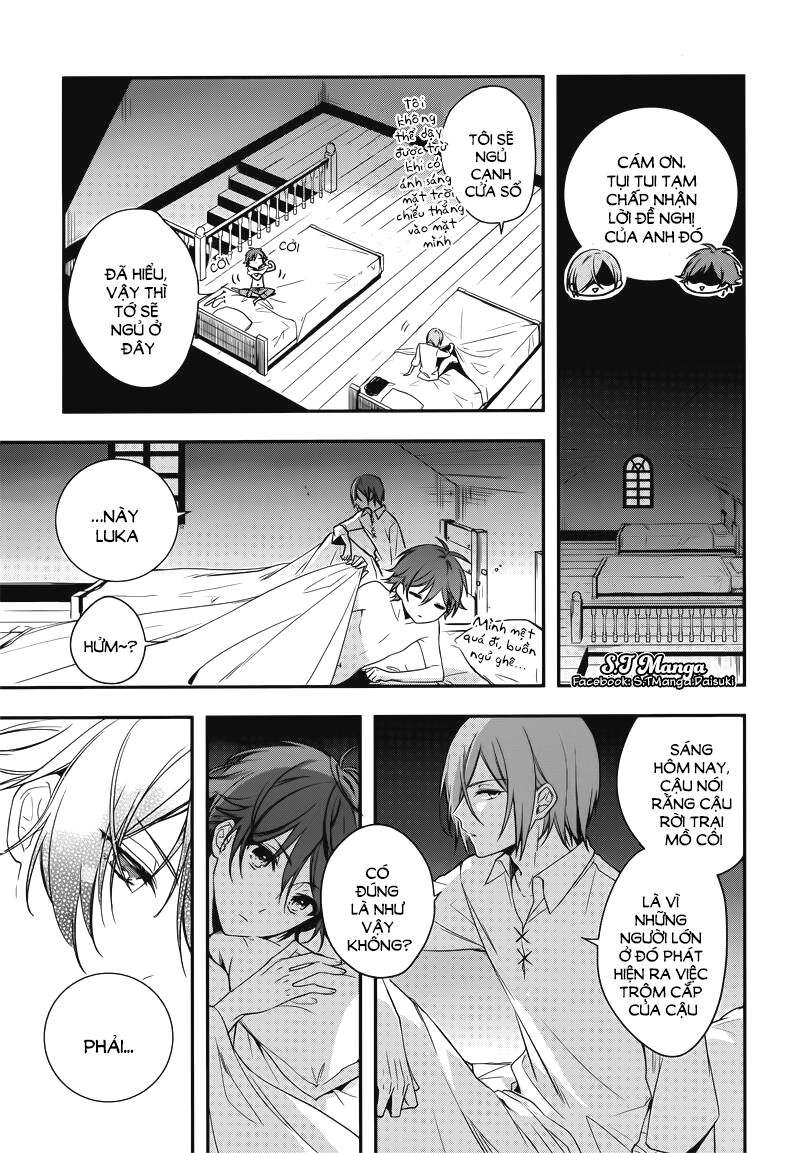 CÁM ƠN.
TỤI TUI TẠM
CHẤP NHẬN
LỜI ĐỀ NGHỊ
CỦA ANH ĐÓ
TÔI SẼ
NGỦ
CẠNH
CỬA SỔ
Tôi
không
thể dậy
được trừ
khi có
ánh sáng
mặt trời
chiếu thẳng
vào mặt
mình
CỞI
CỞI
ĐÃ HIỂU,
VẬY THÌ
TỚ SẼ
NGỦ Ở
ĐÂY
S.T Manga
Facebook: S.TManga.Daisuki
...NÀY
LUKA
HỬM~?
Mình mệt
quá đi, buồn
ngủ ghê...
SÁNG
HÔM NAY,
CẬU NÓI
RẰNG CẬU
RỜI TRẠI
MỒ CÔI
LÀ VÌ
NHỮNG
NGƯỜI LỚN
Ở ĐÓ PHÁT
HIỆN RA VIỆC
TRỘM CẮP
CỦA CẬU
CÓ
ĐÚNG
LÀ NHƯ
VẬY
KHÔNG?
PHẢI...